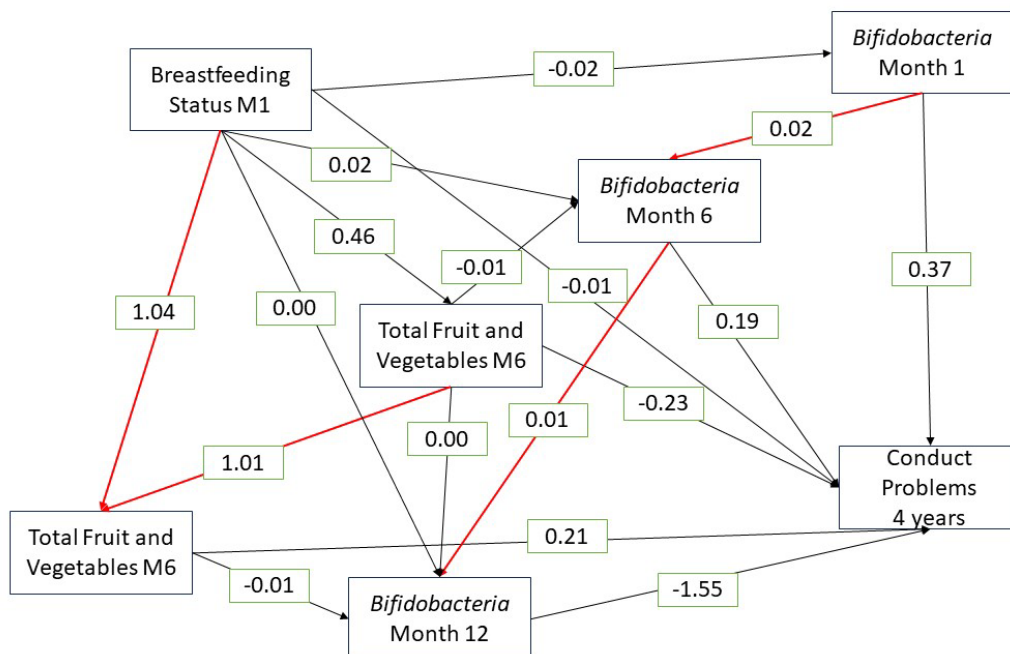 Bifidobacteria
Month 1
Breastfeeding
Status M1
-0.02
0.02
0.02
Bifidobacteria
Month 6
0.46
-0.01
-0.01
0.37
1.04
0.00
0.19
Total Fruit and
Vegetables M6
-0.23
0.01
0.00
1.01
Conduct
Problems
4 years
Total Fruit and
Vegetables M6
0.21
-0.01
-1.55
Bifidobacteria
Month 12